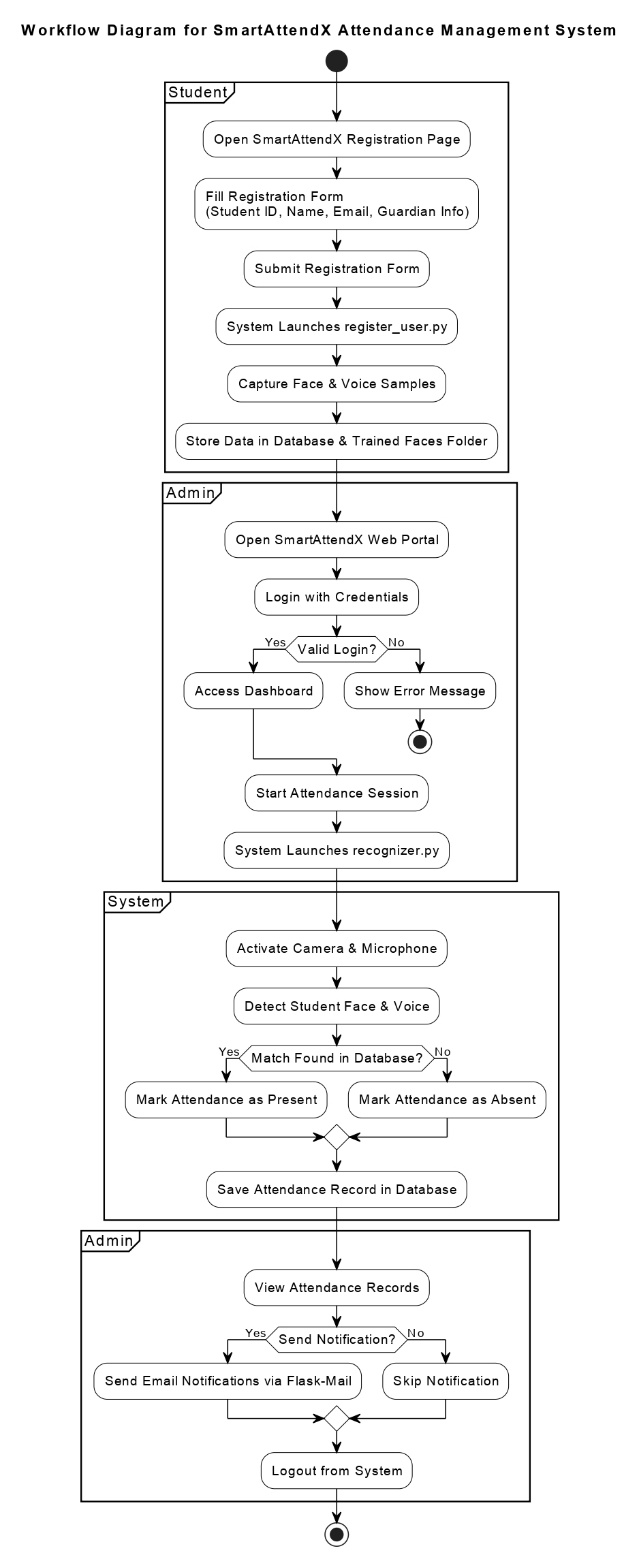 Workflow Diagram for SmartAttendX Attendance Management System
Student
Open SmartAttendX Registration Page
Fill Registration Form
(Student ID, Name, Email, Guardian Info)
Submit Registration Form
System Launches register_user.py
Capture Face & Voice Samples
Store Data in Database & Trained Faces Folder
Admin
Open SmartAttendX Web Portal
Login with Credentials
Yes
Valid Login?
No
Access Dashboard
Show Error Message
Start Attendance Session
System Launches recognizer.py
System
Activate Camera & Microphone
Detect Student Face & Voice
Yes
Match Found in Database?
No
Mark Attendance as Present
Mark Attendance as Absent
Save Attendance Record in Database
Admin
View Attendance Records
Yes
Send Notification?
No
Send Email Notifications via Flask-Mail
Skip Notification
Logout from System